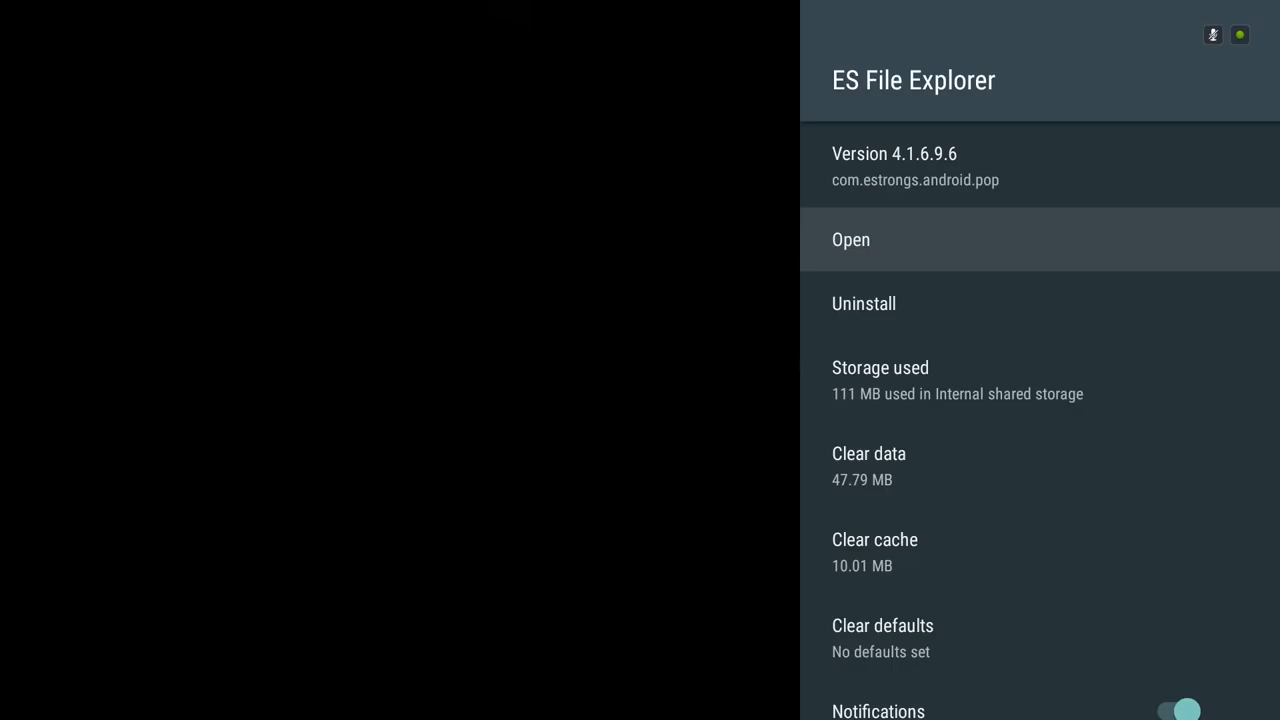 ES File Explorer
Version 4.1.6.9.6
com.estrongs.android.pop
Open
Uninstall
Storage used
111 MB used in Internal shared storage
Clear data
47.79 MB
Clear cache
10.01 MB
Clear defaults
No defaults set
Notifications